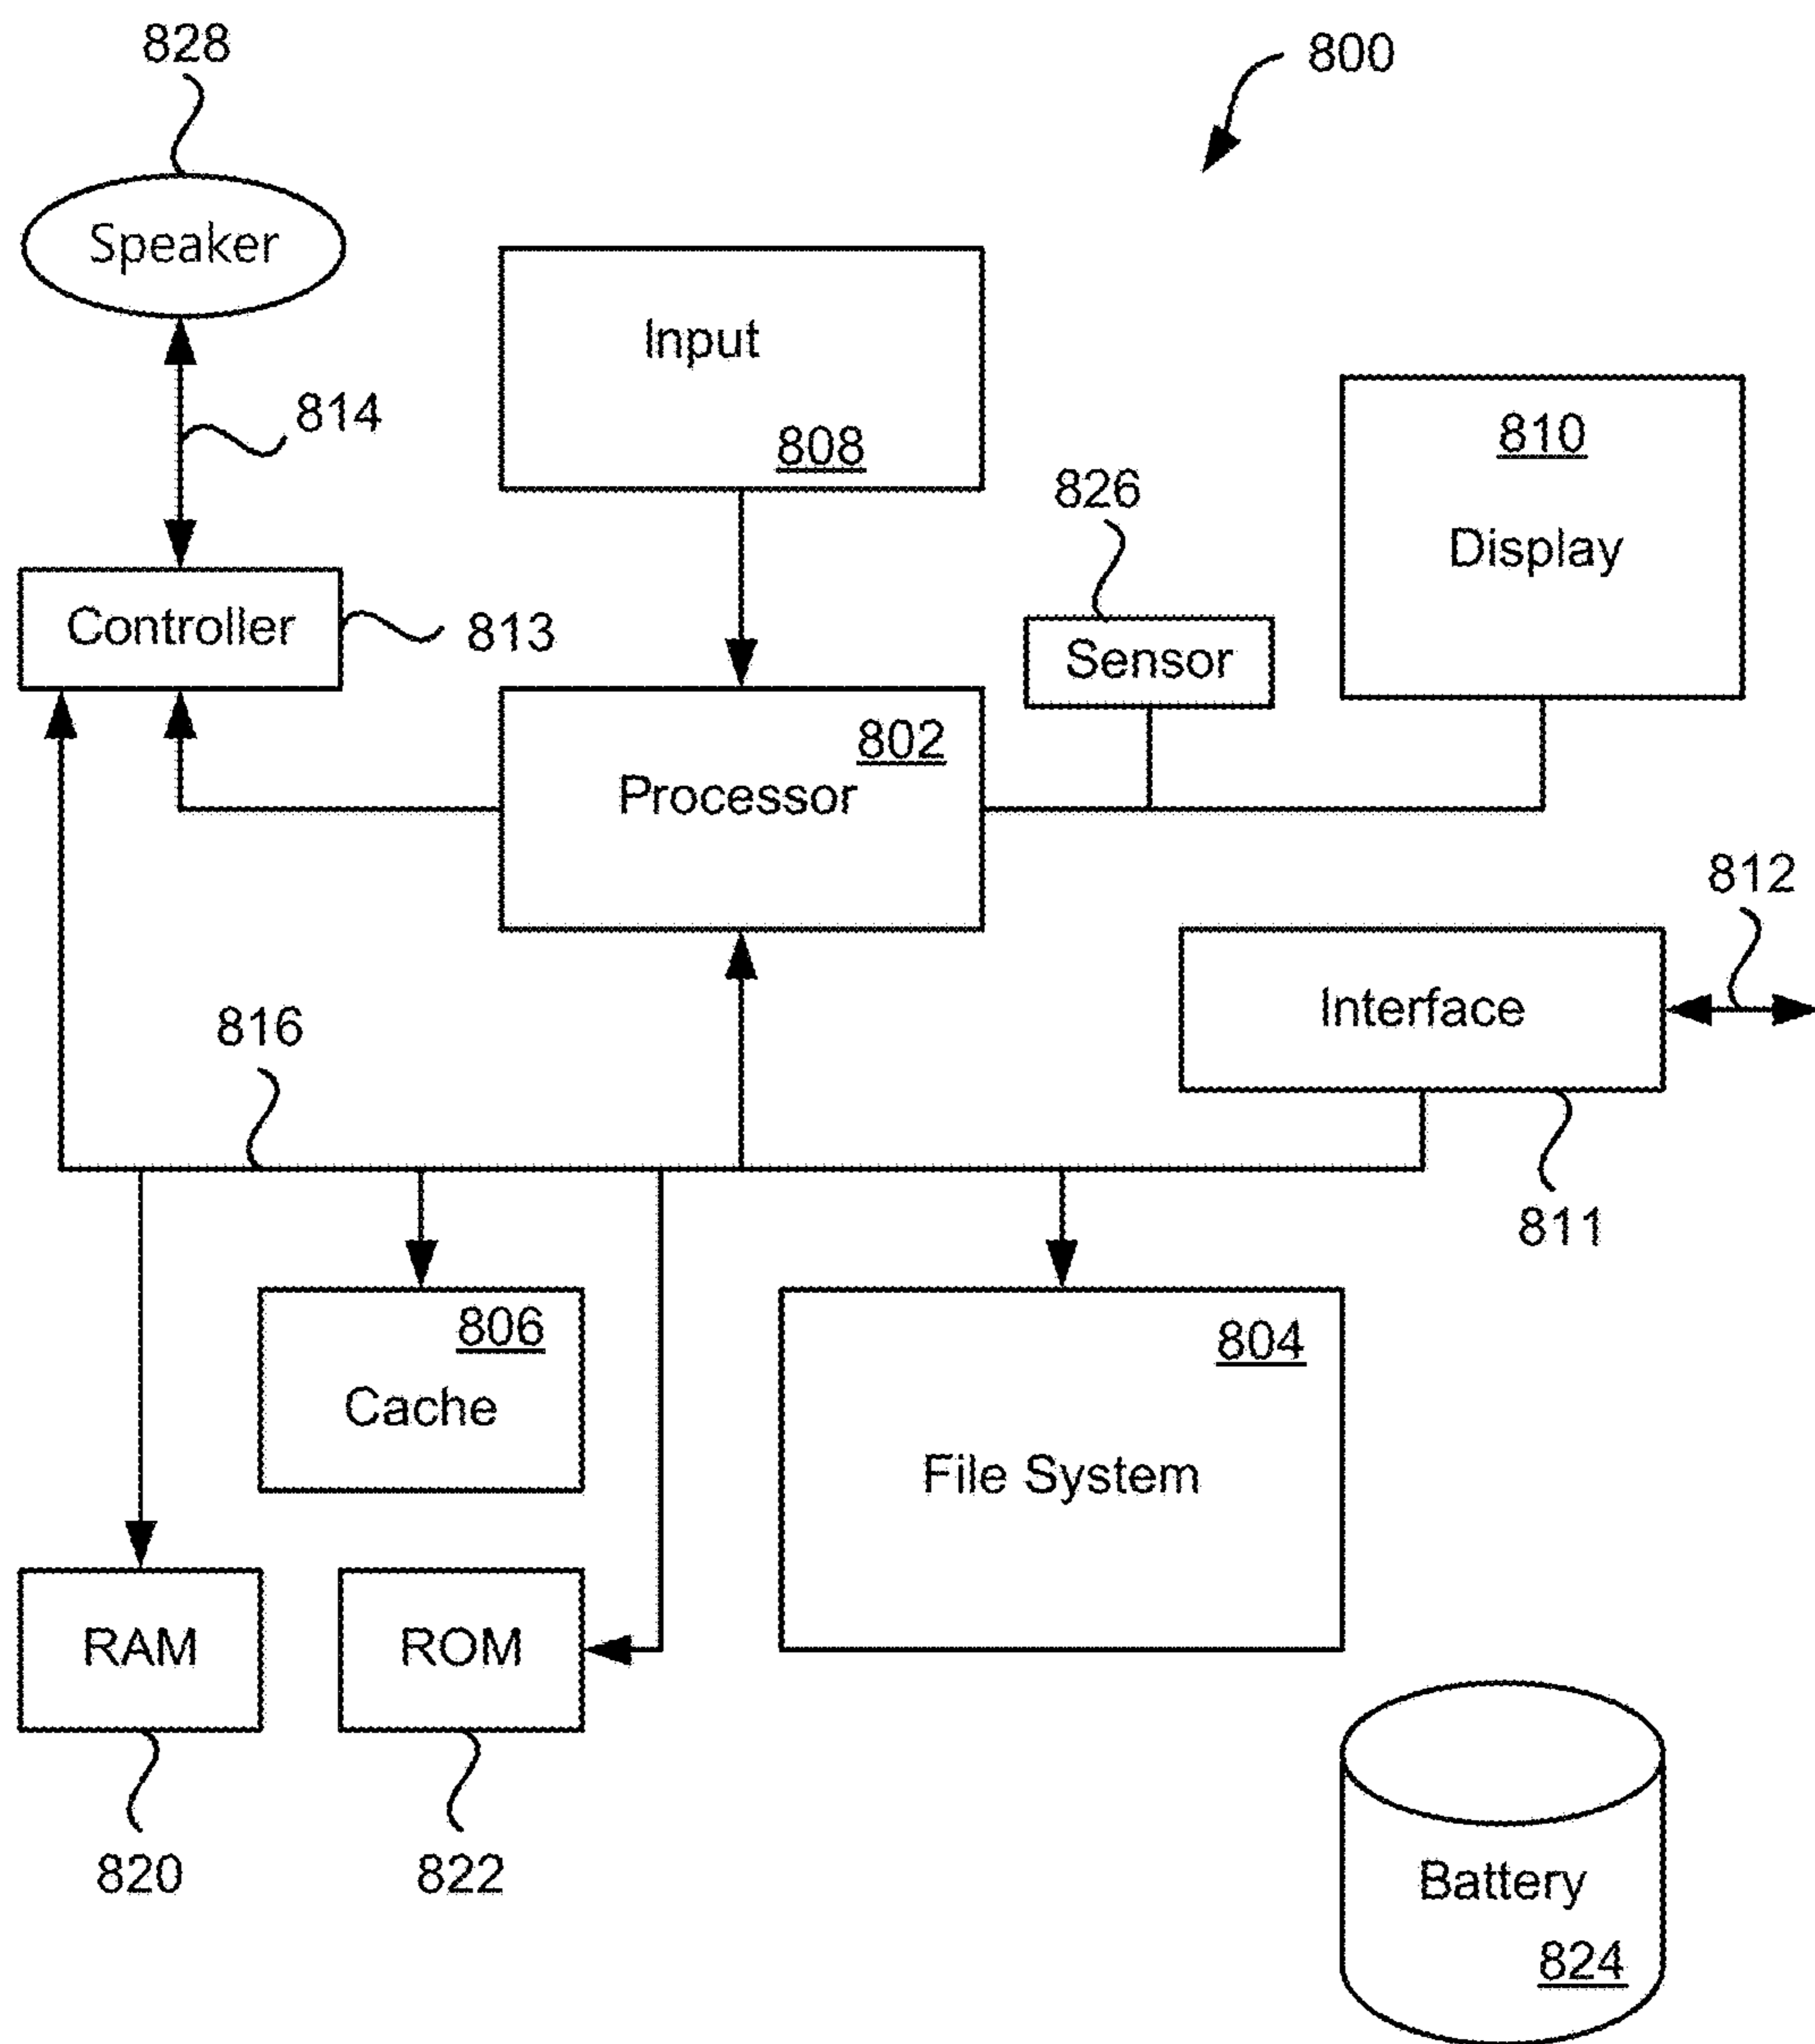 828
800
Speaker
Input
814
808
810
826
Display
Controller
813
Sensor
802
Processor
812
Interface
816
811
806
804
Cache
File System
RAM
ROM
820
822
Battery
824